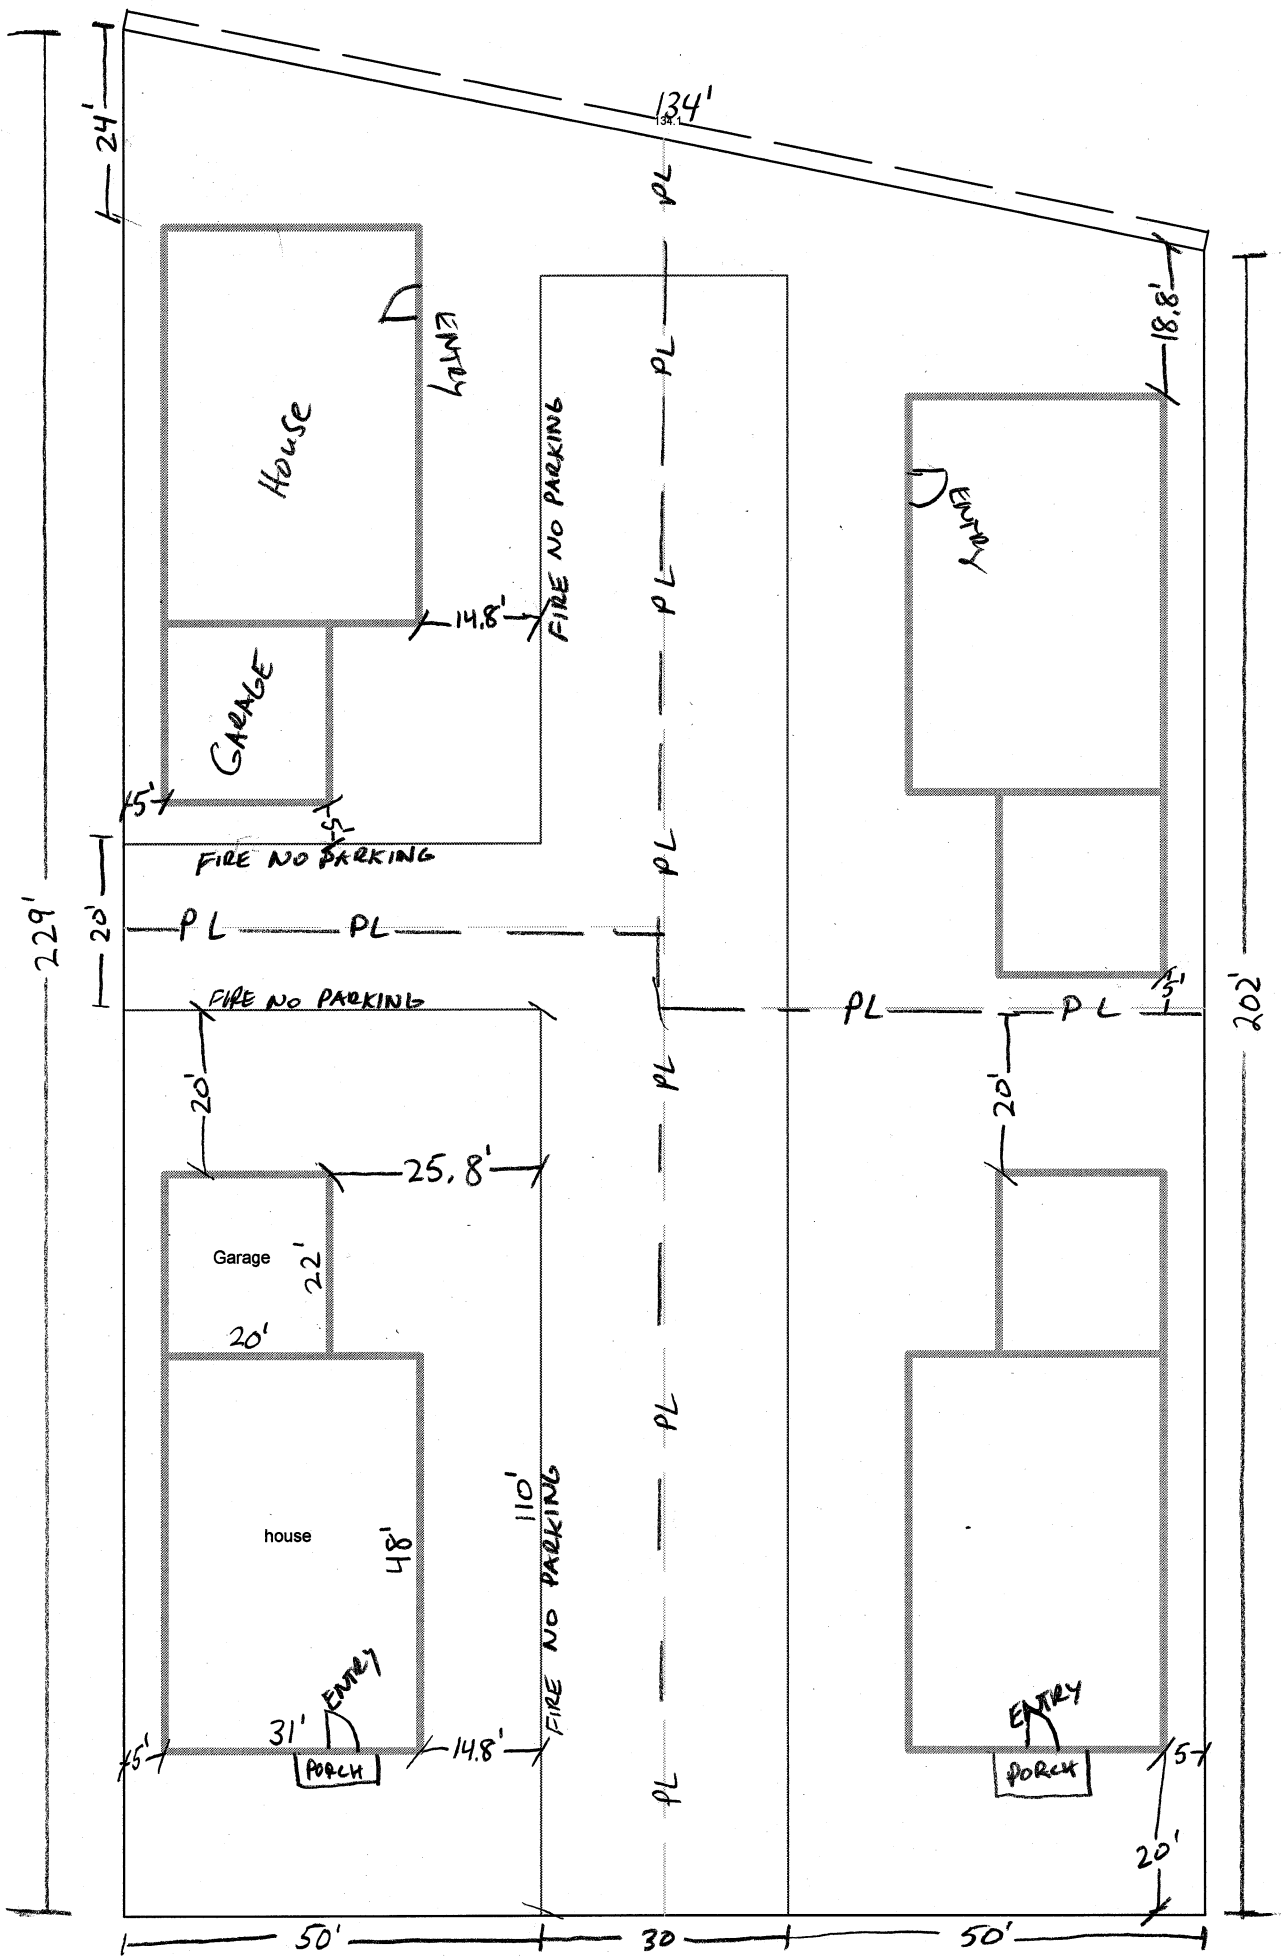 134'
134.1
24'
PL
18.8'
ENTRY
PL
House
FIRE NO PARKING
ENTRY
PL
14.8'
GARAGE
5'
5'
FIRE NO PARKING
PL
229'
20'
PL
PL
5'
FIRE NO PARKING
PL
PL
202'
PL
20'
20'
25.8'
Garage
22'
20'
PL
110'
house
48'
FIRE NO PARKING
ENTRY
ENTRY
31'
5'
14.8'
5
PORCH
PORCH
PL
20'
50'
30
50'